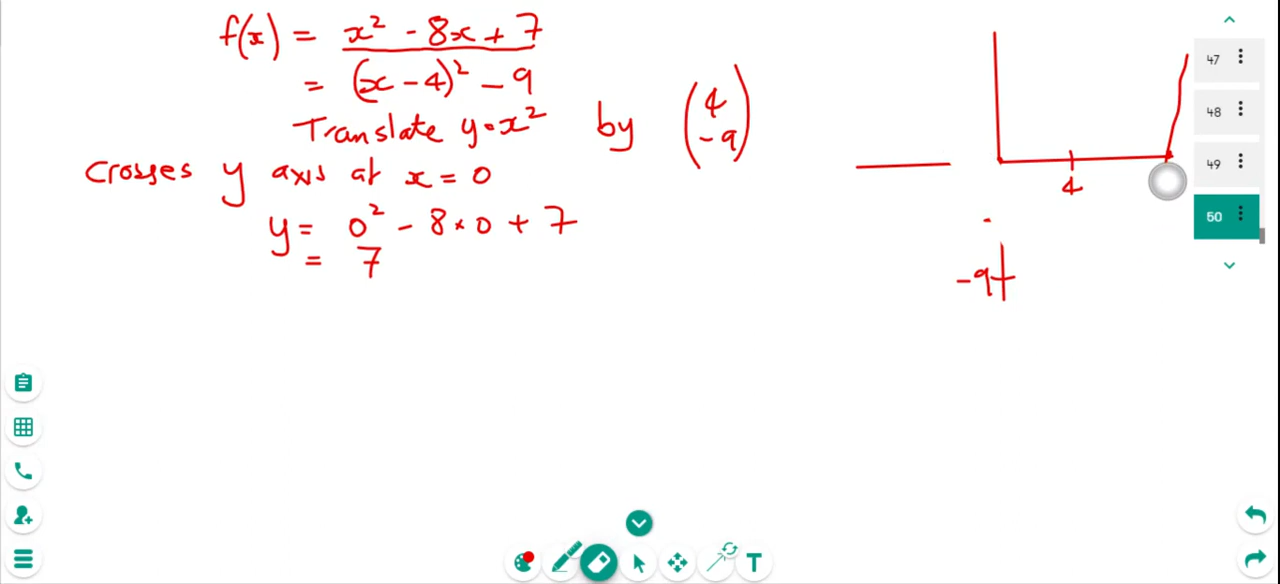 f(x) = x² - 8x + 7
= (x - 4)² - 9
Translate y = x² by (4 -9)
Crosses y axis at x = 0
y = 0² - 8 × 0 + 7
= 7
4
-9
47
48
49
50
T